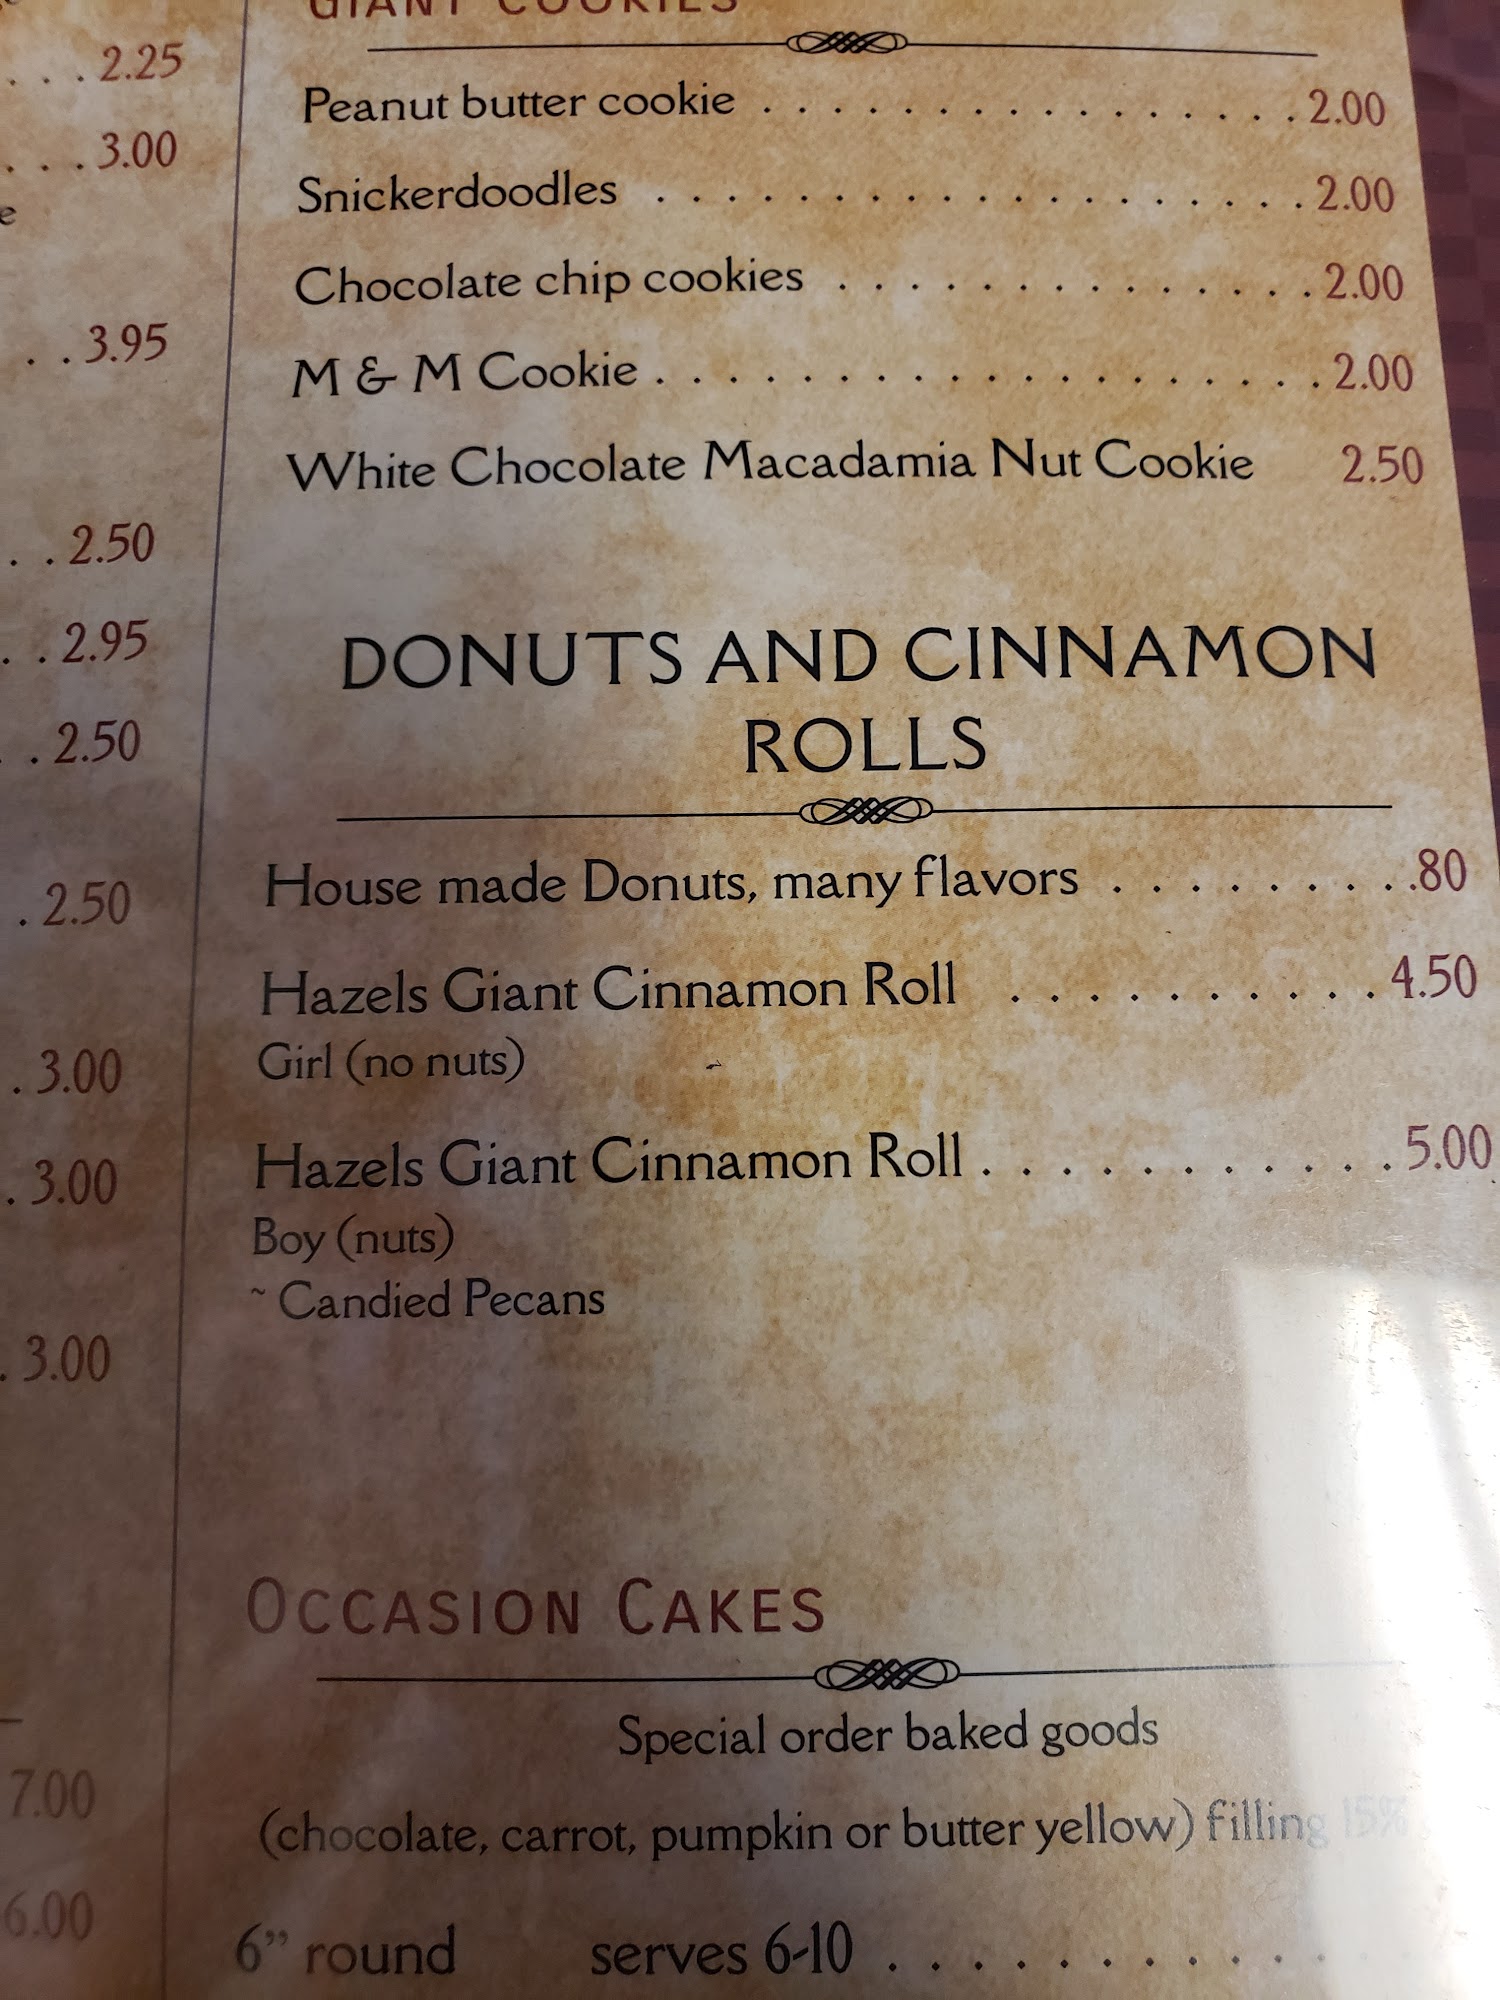 2.25
3.00
e
3.95
2.50
2.95
2.50
2.50
3.00
3.00
3.00
7.00
6.00
GIANT COOKIES
Peanut butter cookie . . . . . . . . . . . . . . . 2.00
Snickerdoodles . . . . . . . . . . . . . . . . . . . 2.00
Chocolate chip cookies . . . . . . . . . . . . . . 2.00
M & M Cookie . . . . . . . . . . . . . . . . . . . 2.00
White Chocolate Macadamia Nut Cookie 2.50
DONUTS AND CINNAMON
ROLLS
House made Donuts, many flavors . . . . . . . . .80
Hazels Giant Cinnamon Roll . . . . . . . . . . . 4.50
Girl (no nuts)
Hazels Giant Cinnamon Roll . . . . . . . . . . . . 5.00
Boy (nuts)
~ Candied Pecans
OCCASION CAKES
Special order baked goods
(chocolate, carrot, pumpkin or butter yellow) filling 15%
6" round serves 6-10 . . . . . . . . . . . .